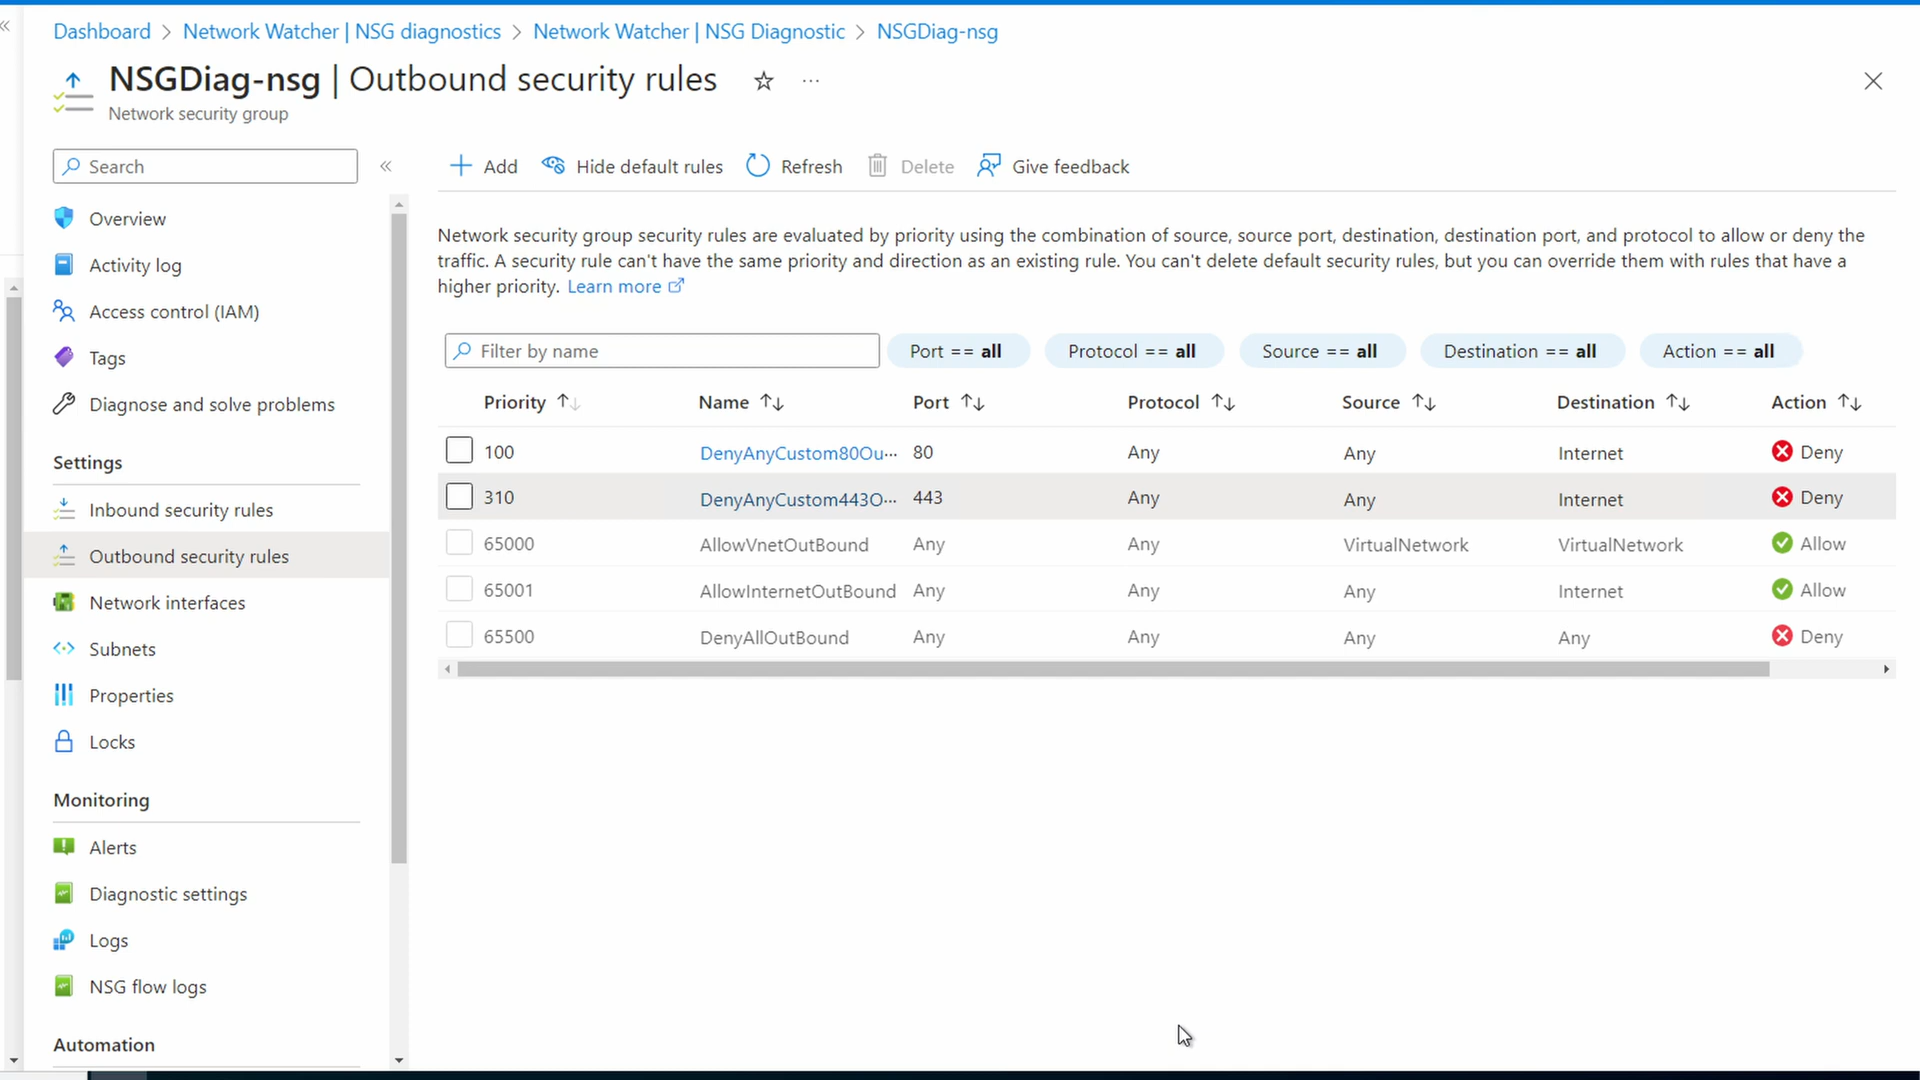 Dashboard > Network Watcher | NSG diagnostics > Network Watcher | NSG Diagnostic > NSGDiag-nsg
NSGDiag-nsg | Outbound security rules
Network security group
Search
Overview
Activity log
Access control (IAM)
Tags
Diagnose and solve problems
Settings
Inbound security rules
Outbound security rules
Network interfaces
Subnets
Properties
Locks
Monitoring
Alerts
Diagnostic settings
Logs
NSG flow logs
Automation
Add Hide default rules Refresh Delete Give feedback
Network security group security rules are evaluated by priority using the combination of source, source port, destination, destination port, and protocol to allow or deny the
traffic. A security rule can't have the same priority and direction as an existing rule. You can't delete default security rules, but you can override them with rules that have a
higher priority. Learn more
Filter by name Port == all Protocol == all Source == all Destination == all Action == all
Priority Name Port Protocol Source Destination Action
100 DenyAnyCustom80Ou... 80 Any Any Internet Deny
310 DenyAnyCustom443O... 443 Any Any Internet Deny
65000 AllowVnetOutBound Any Any VirtualNetwork VirtualNetwork Allow
65001 AllowInternetOutBound Any Any Any Internet Allow
65500 DenyAllOutBound Any Any Any Any Deny